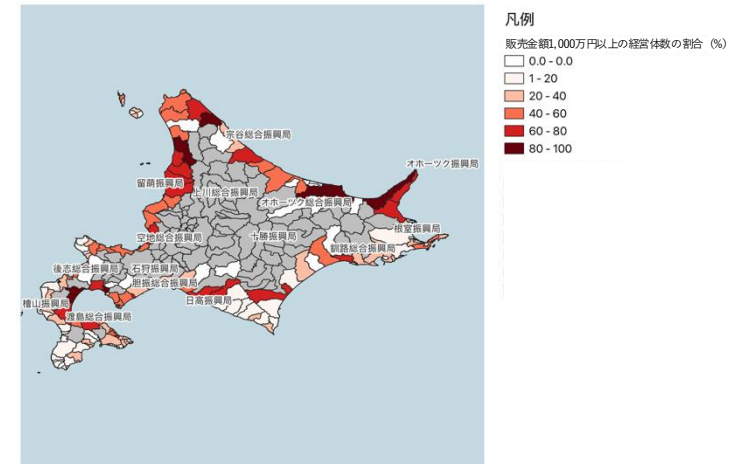 凡例
販売金額1,000万円以上の経営体数の割合（%）
0.0 - 0.0
1 - 20
20 - 40
40 - 60
60 - 80
80 - 100
宗谷総合振興局
オホーツク振興局
留萌振興局
上川総合振興局
オホーツク総合振興局
根室振興局
空知総合振興局
十勝振興局
釧路総合振興局
後志総合振興局
石狩振興局
胆振総合振興局
日高振興局
檜山振興局
渡島総合振興局